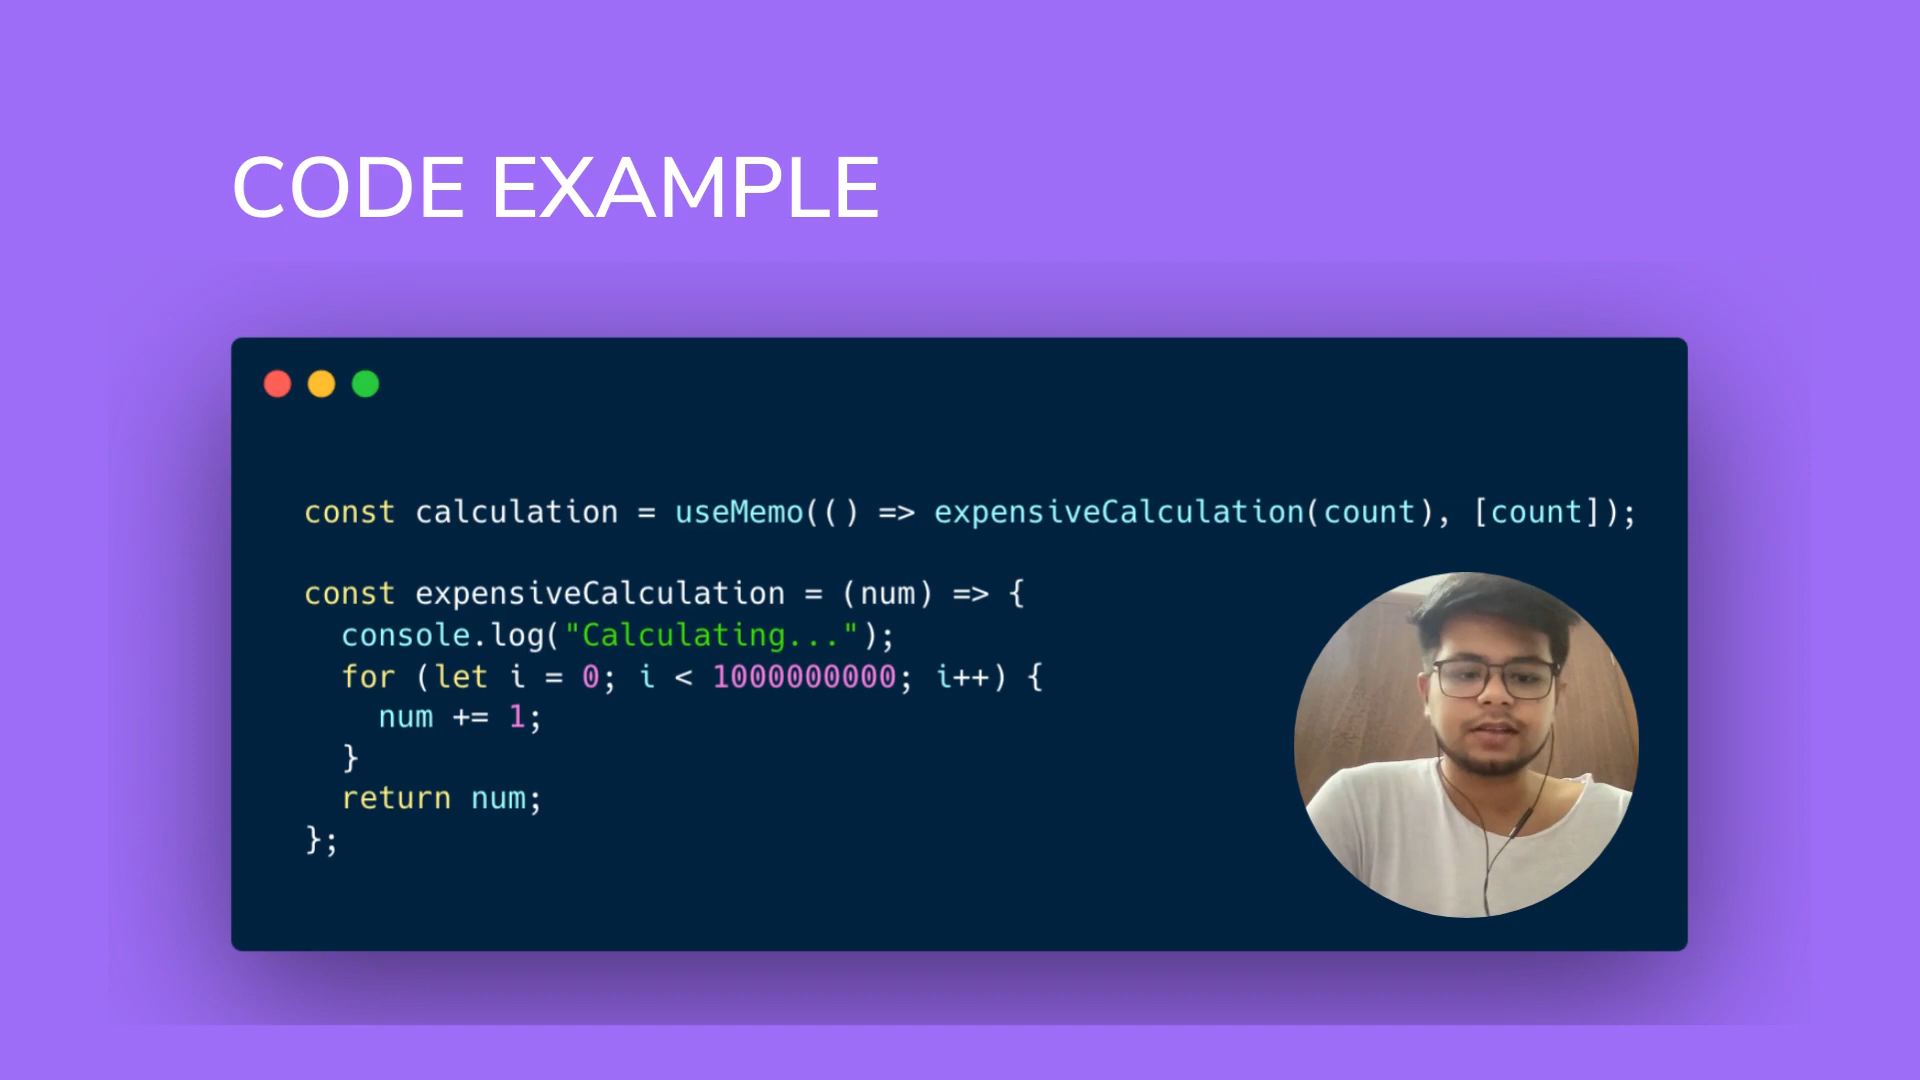 CODE EXAMPLE
const calculation = useMemo(() => expensiveCalculation(count), [count]);
const expensiveCalculation = (num) => {
  console.log("Calculating...");
  for (let i = 0; i < 1000000000; i++) {
    num += 1;
  }
  return num;
};